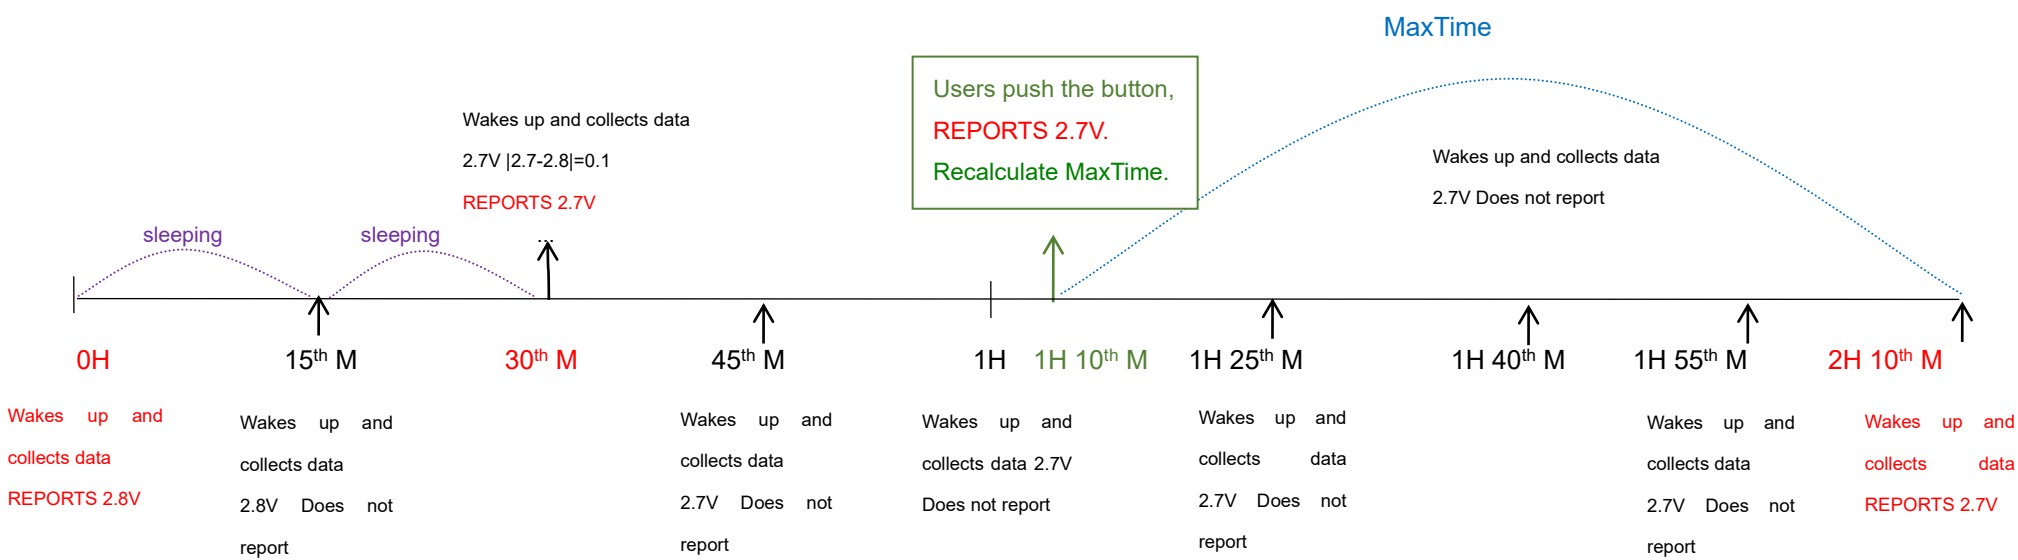 MaxTime
Users push the button,
REPORTS 2.7V.
Recalculate MaxTime.
Wakes up and collects data
2.7V |2.7-2.8|=0.1
REPORTS 2.7V
...
Wakes up and collects data
2.7V Does not report
sleeping
sleeping
0H
15th M
30th M
45th M
1H
1H 10th M
1H 25th M
1H 40th M
1H 55th M
2H 10th M
Wakes up and
collects data
REPORTS 2.8V
Wakes up and
collects data
2.8V Does not
report
Wakes up and
collects data
2.7V Does not
report
Wakes up and
collects data 2.7V
Does not report
Wakes up and
collects data
2.7V Does not
report
Wakes up and
collects data
2.7V Does not
report
Wakes up and
collects data
REPORTS 2.7V